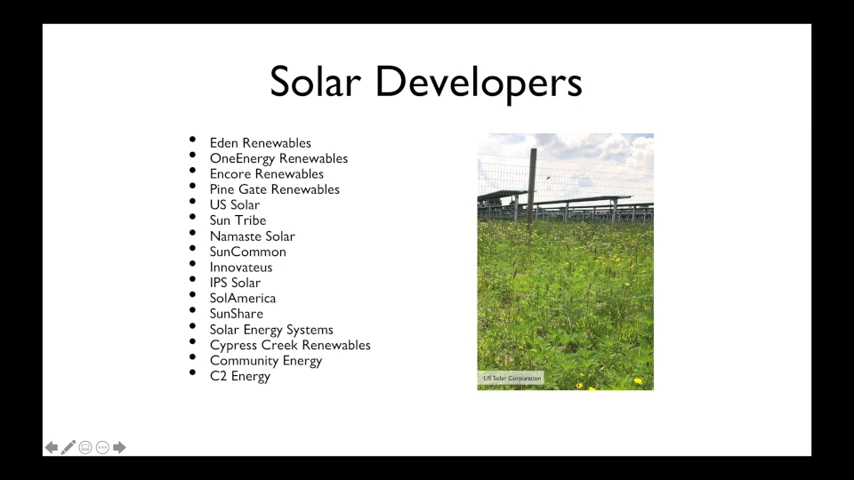 Solar Developers
• Eden Renewables
• OneEnergy Renewables
• Encore Renewables
• Pine Gate Renewables
• US Solar
• Sun Tribe
• Namaste Solar
• SunCommon
• Innovateus
• IPS Solar
• SolAmerica
• SunShare
• Solar Energy Systems
• Cypress Creek Renewables
• Community Energy
• C2 Energy
US Solar Corporation